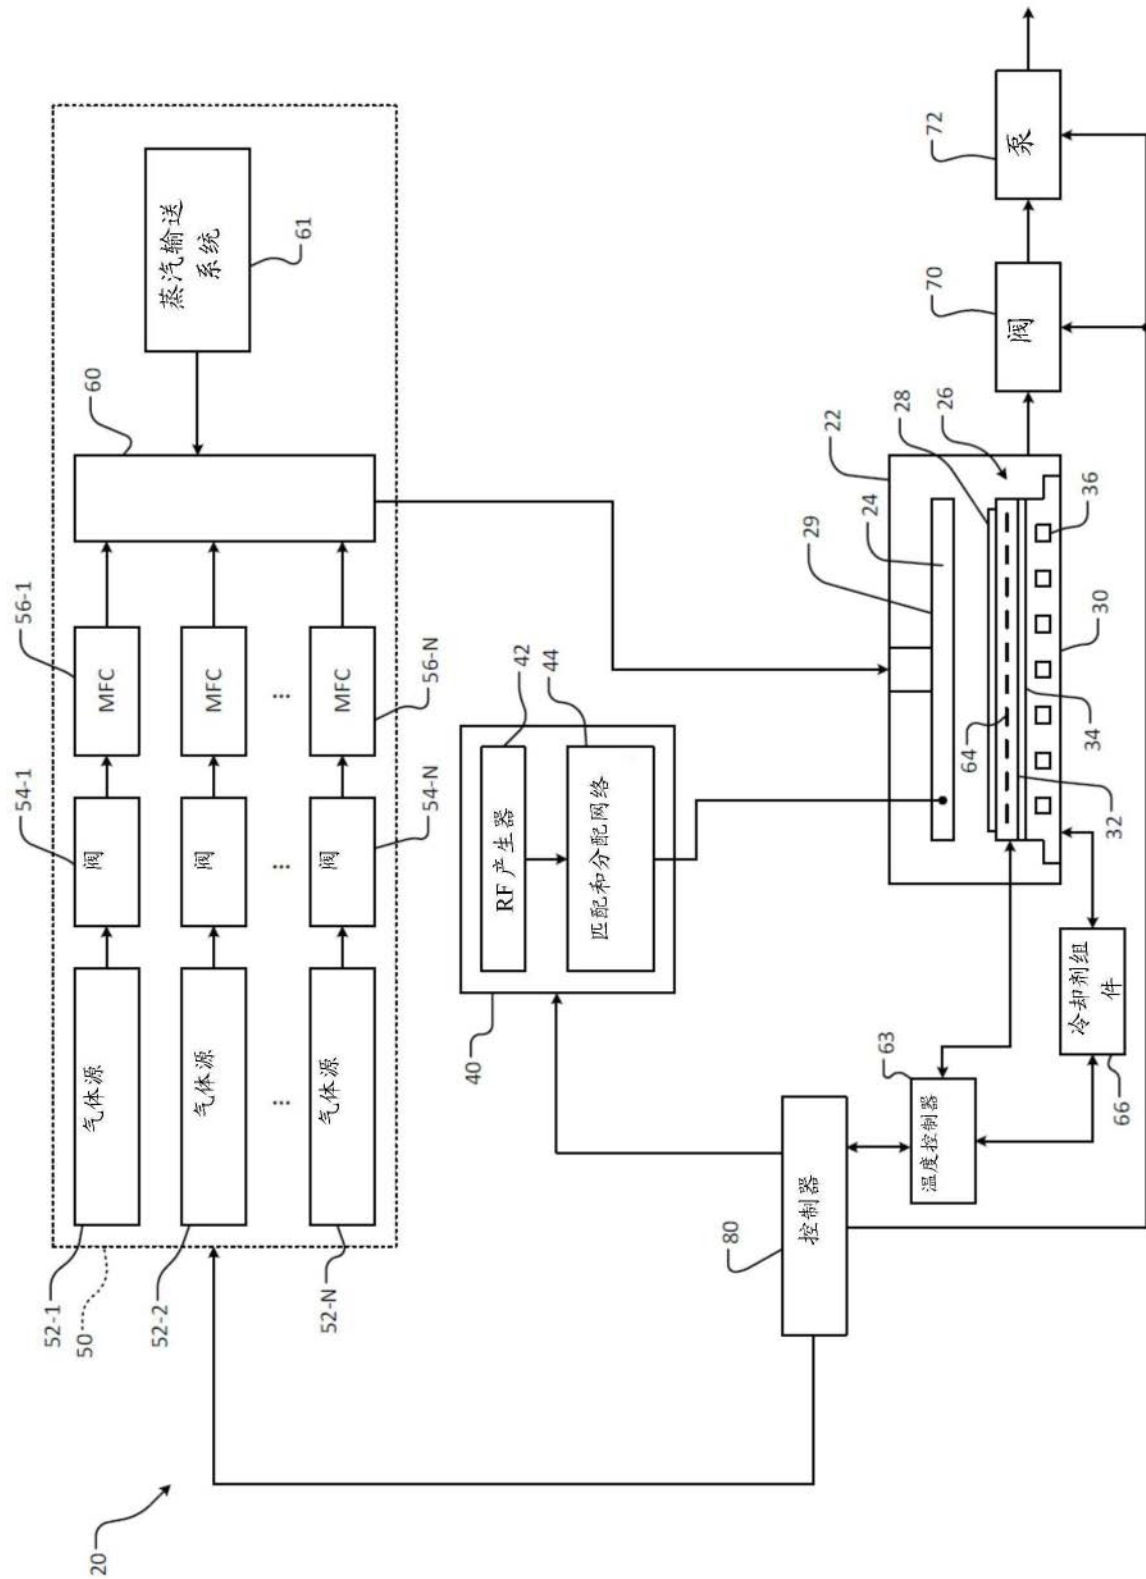 54-1
56-1
52-1
50
20
60
气体源
阀
MFC
52-2
蒸汽输送
系统
气体源
阀
MFC
61
⋮
⋮
⋮
52-N
气体源
阀
MFC
54-N
56-N
40
RF 产生器
42
44
匹配和分配网络
80
控制器
29
22
24
63
28
温度控制器
70
72
26
64
阀
泵
冷却剂组
件
36
34
30
32
66